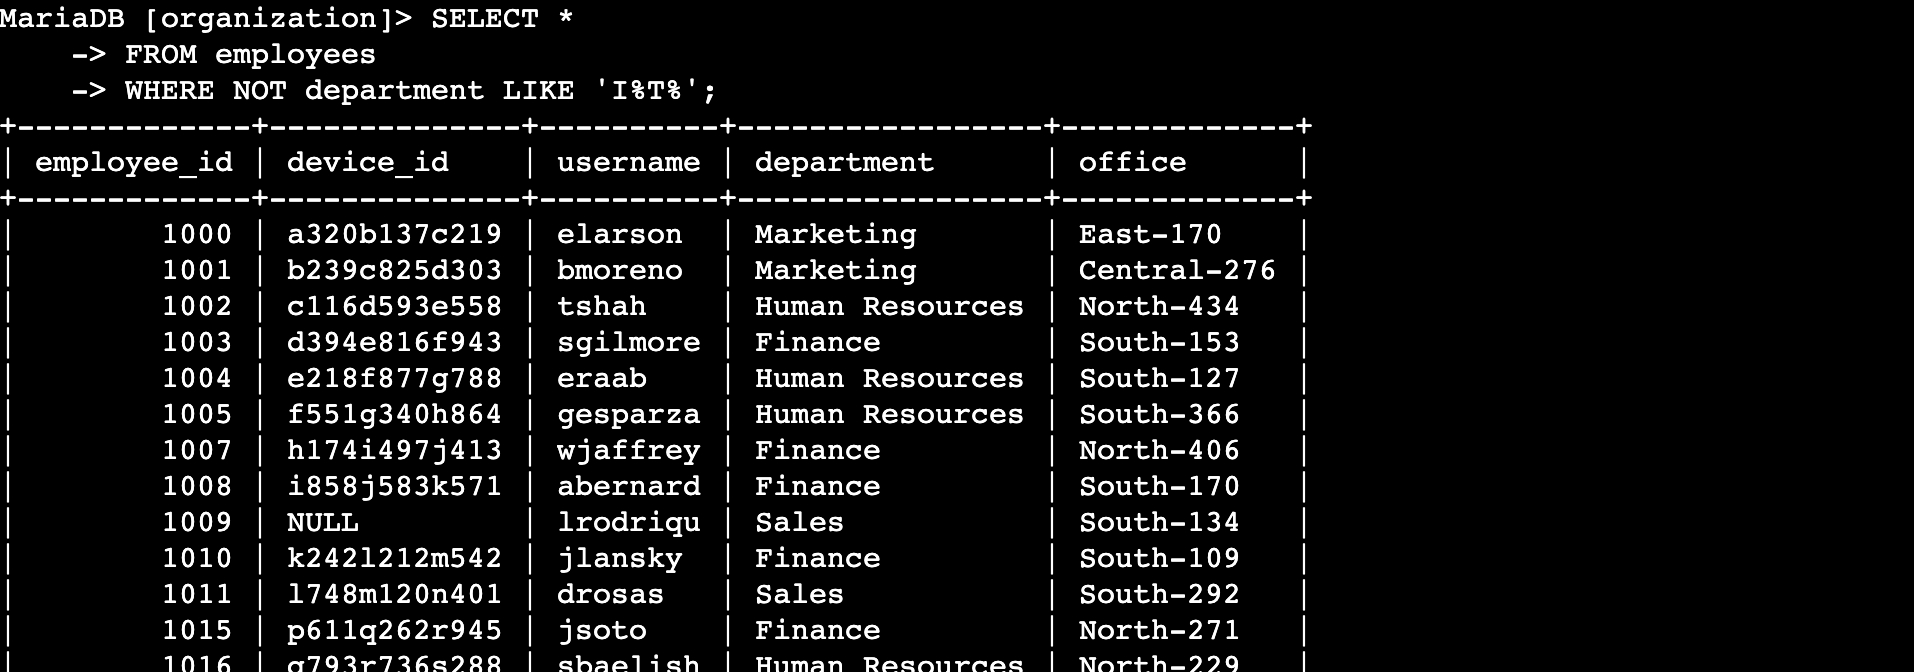 MariaDB [organization]> SELECT *
    -> FROM employees
    -> WHERE NOT department LIKE 'I%T%';
+-------------+--------------+----------+-----------------+-------------+
| employee_id | device_id    | username | department      | office      |
+-------------+--------------+----------+-----------------+-------------+
|        1000 | a320b137c219 | elarson  | Marketing       | East-170    |
|        1001 | b239c825d303 | bmoreno  | Marketing       | Central-276 |
|        1002 | c116d593e558 | tshah    | Human Resources | North-434   |
|        1003 | d394e816f943 | sgilmore | Finance         | South-153   |
|        1004 | e218f877g788 | eraab    | Human Resources | South-127   |
|        1005 | f551g340h864 | gesparza | Human Resources | South-366   |
|        1007 | h174i497j413 | wjaffrey | Finance         | North-406   |
|        1008 | i858j583k571 | abernard | Finance         | South-170   |
|        1009 | NULL         | lrodriqu | Sales           | South-134   |
|        1010 | k242l212m542 | jlansky  | Finance         | South-109   |
|        1011 | l748m120n401 | drosas   | Sales           | South-292   |
|        1015 | p611q262r945 | jsoto    | Finance         | North-271   |
|        1016 | q793r736s288 | sbaelish | Human Resources | North-229   |